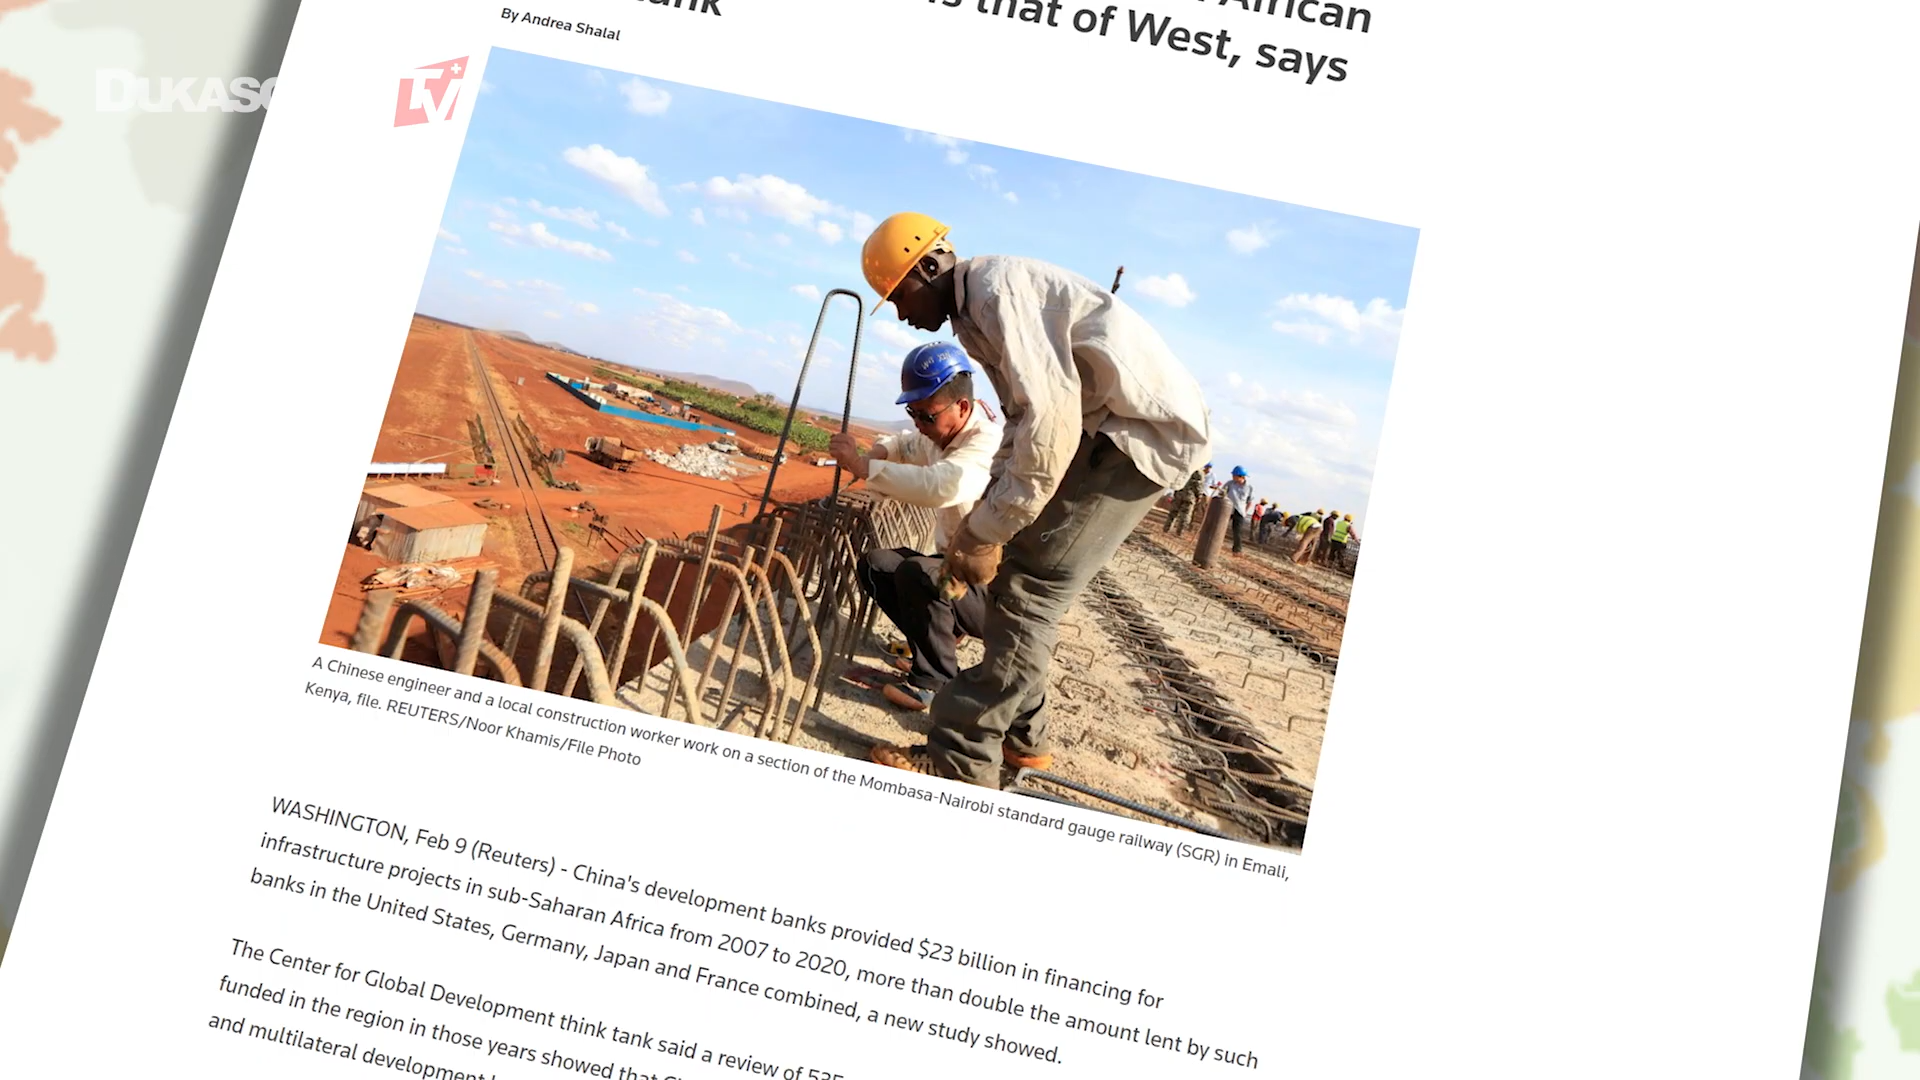 African
is that of West, says
By Andrea Shalal
DUKASC
TV+
A Chinese engineer and a local construction worker work on a section of the Mombasa-Nairobi standard gauge railway (SGR) in Emali,
Kenya, file. REUTERS/Noor Khamis/File Photo
WASHINGTON, Feb 9 (Reuters) - China's development banks provided $23 billion in financing for
infrastructure projects in sub-Saharan Africa from 2007 to 2020, more than double the amount lent by such
banks in the United States, Germany, Japan and France combined, a new study showed.
The Center for Global Development think tank said a review of 535
funded in the region in those years showed that
and multilateral development